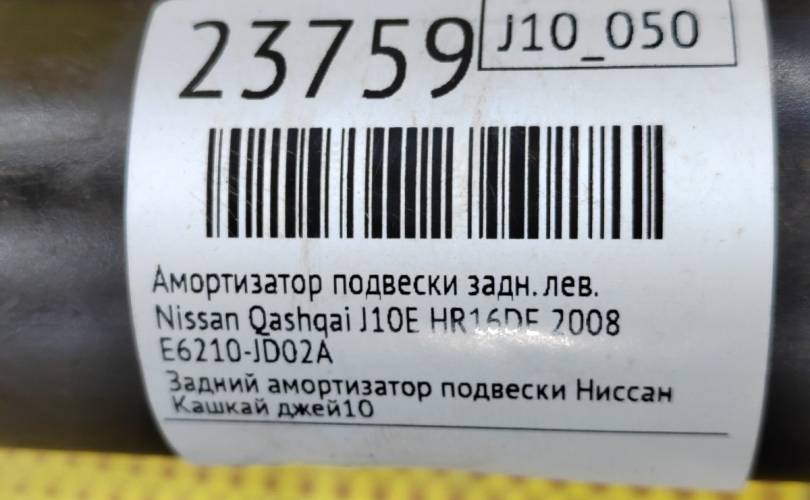 23759
J10_050
Амортизатор подвески задн. лев.
Nissan Qashqai J10E HR16DE 2008
E6210-JD02A
Задний амортизатор подвески Ниссан
Кашкай джей10